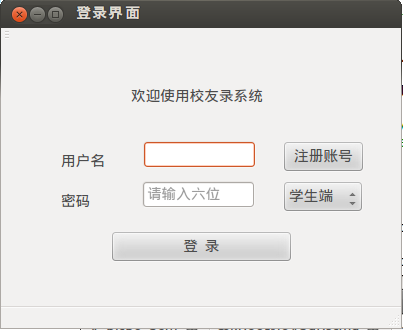 登录界面
欢迎使用校友录系统
用户名
注册账号
密码
请输入六位
学生端
登 录